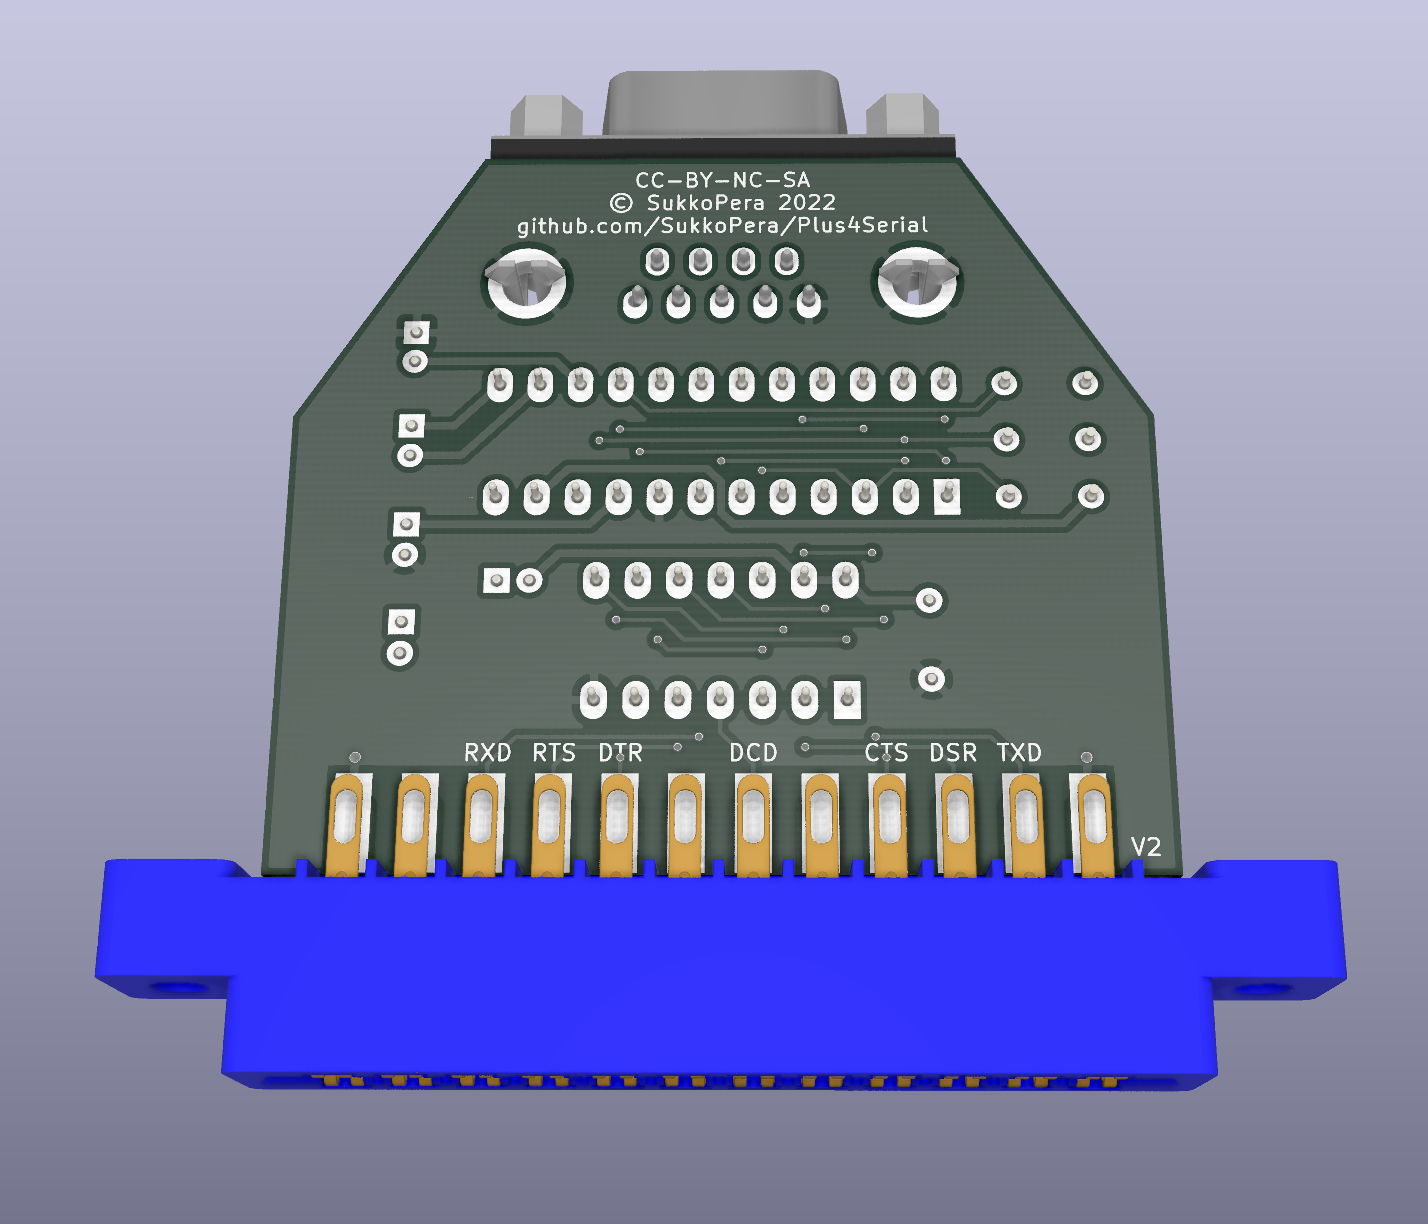 CC-BY-NC-SA
© SukkoPera 2022
github.com/SukkoPera/Plus4Serial
RXD RTS DTR DCD CTS DSR TXD
V2